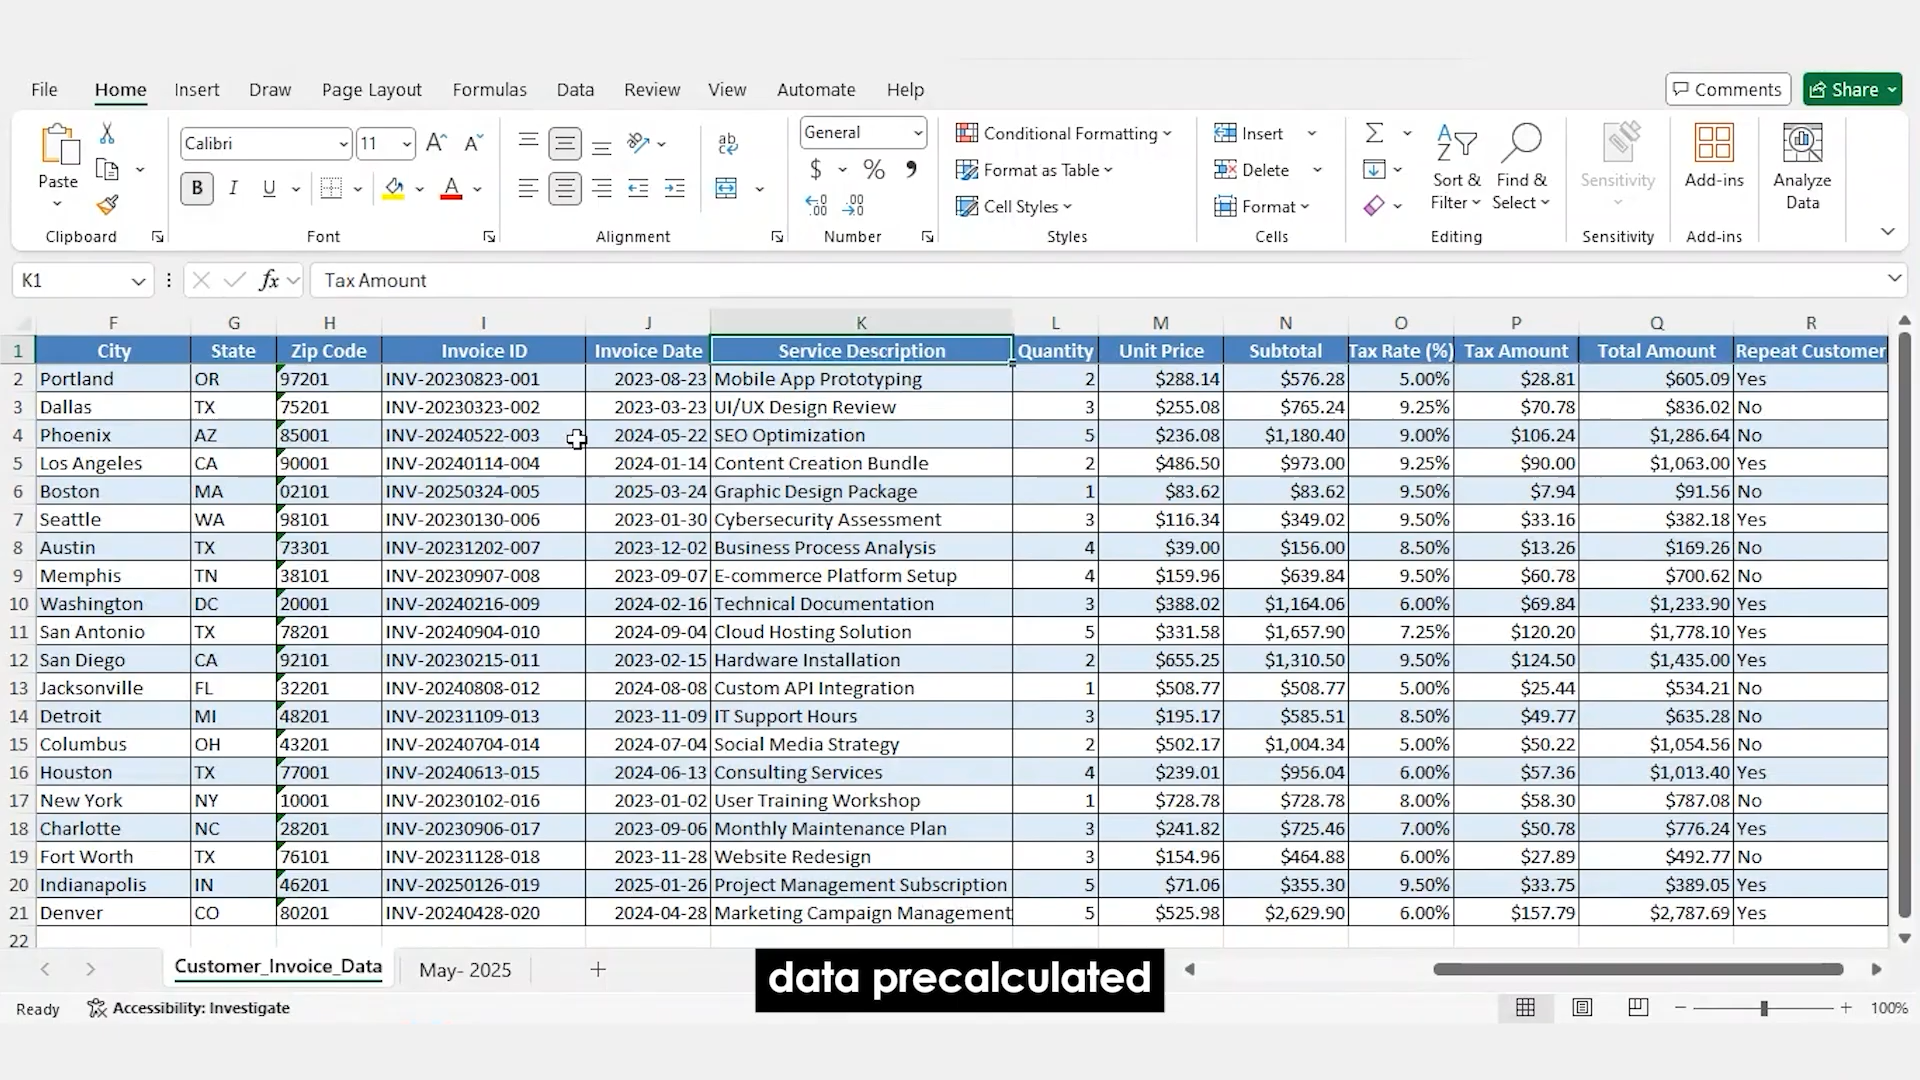 File Home Insert Draw Page Layout Formulas Data Review View Automate Help Comments Share
Calibri 11 General Conditional Formatting Insert
Paste B I U $ % Format as Table Delete Sort & Filter Find & Select Sensitivity Add-ins Analyze Data
Cell Styles Format
Clipboard Font Alignment Number Styles Cells Editing Sensitivity Add-ins
K1 fx Tax Amount
F G H I J K L M N O P Q R
1 City State Zip Code Invoice ID Invoice Date Service Description Quantity Unit Price Subtotal Tax Rate (%) Tax Amount Total Amount Repeat Customer
2 Portland OR 97201 INV-20230823-001 2023-08-23 Mobile App Prototyping 2 $288.14 $576.28 5.00% $28.81 $605.09 Yes
3 Dallas TX 75201 INV-20230323-002 2023-03-23 UI/UX Design Review 3 $255.08 $765.24 9.25% $70.78 $836.02 No
4 Phoenix AZ 85001 INV-20240522-003 2024-05-22 SEO Optimization 5 $236.08 $1,180.40 9.00% $106.24 $1,286.64 No
5 Los Angeles CA 90001 INV-20240114-004 2024-01-14 Content Creation Bundle 2 $486.50 $973.00 9.25% $90.00 $1,063.00 Yes
6 Boston MA 02101 INV-20250324-005 2025-03-24 Graphic Design Package 1 $83.62 $83.62 9.50% $7.94 $91.56 No
7 Seattle WA 98101 INV-20230130-006 2023-01-30 Cybersecurity Assessment 3 $116.34 $349.02 9.50% $33.16 $382.18 Yes
8 Austin TX 73301 INV-20231202-007 2023-12-02 Business Process Analysis 4 $39.00 $156.00 8.50% $13.26 $169.26 No
9 Memphis TN 38101 INV-20230907-008 2023-09-07 E-commerce Platform Setup 4 $159.96 $639.84 9.50% $60.78 $700.62 No
10 Washington DC 20001 INV-20240216-009 2024-02-16 Technical Documentation 3 $388.02 $1,164.06 6.00% $69.84 $1,233.90 Yes
11 San Antonio TX 78201 INV-20240904-010 2024-09-04 Cloud Hosting Solution 5 $331.58 $1,657.90 7.25% $120.20 $1,778.10 Yes
12 San Diego CA 92101 INV-20230215-011 2023-02-15 Hardware Installation 2 $655.25 $1,310.50 9.50% $124.50 $1,435.00 Yes
13 Jacksonville FL 32201 INV-20240808-012 2024-08-08 Custom API Integration 1 $508.77 $508.77 5.00% $25.44 $534.21 No
14 Detroit MI 48201 INV-20231109-013 2023-11-09 IT Support Hours 3 $195.17 $585.51 8.50% $49.77 $635.28 No
15 Columbus OH 43201 INV-20240704-014 2024-07-04 Social Media Strategy 2 $502.17 $1,004.34 5.00% $50.22 $1,054.56 No
16 Houston TX 77001 INV-20240613-015 2024-06-13 Consulting Services 4 $239.01 $956.04 6.00% $57.36 $1,013.40 Yes
17 New York NY 10001 INV-20230102-016 2023-01-02 User Training Workshop 1 $728.78 $728.78 8.00% $58.30 $787.08 No
18 Charlotte NC 28201 INV-20230906-017 2023-09-06 Monthly Maintenance Plan 3 $241.82 $725.46 7.00% $50.78 $776.24 Yes
19 Fort Worth TX 76101 INV-20231128-018 2023-11-28 Website Redesign 3 $154.96 $464.88 6.00% $27.89 $492.77 No
20 Indianapolis IN 46201 INV-20250126-019 2025-01-26 Project Management Subscription 5 $71.06 $355.30 9.50% $33.75 $389.05 Yes
21 Denver CO 80201 INV-20240428-020 2024-04-28 Marketing Campaign Management 5 $525.98 $2,629.90 6.00% $157.79 $2,787.69 Yes
22
Customer_Invoice_Data May- 2025
data precalculated
Ready Accessibility: Investigate 100%